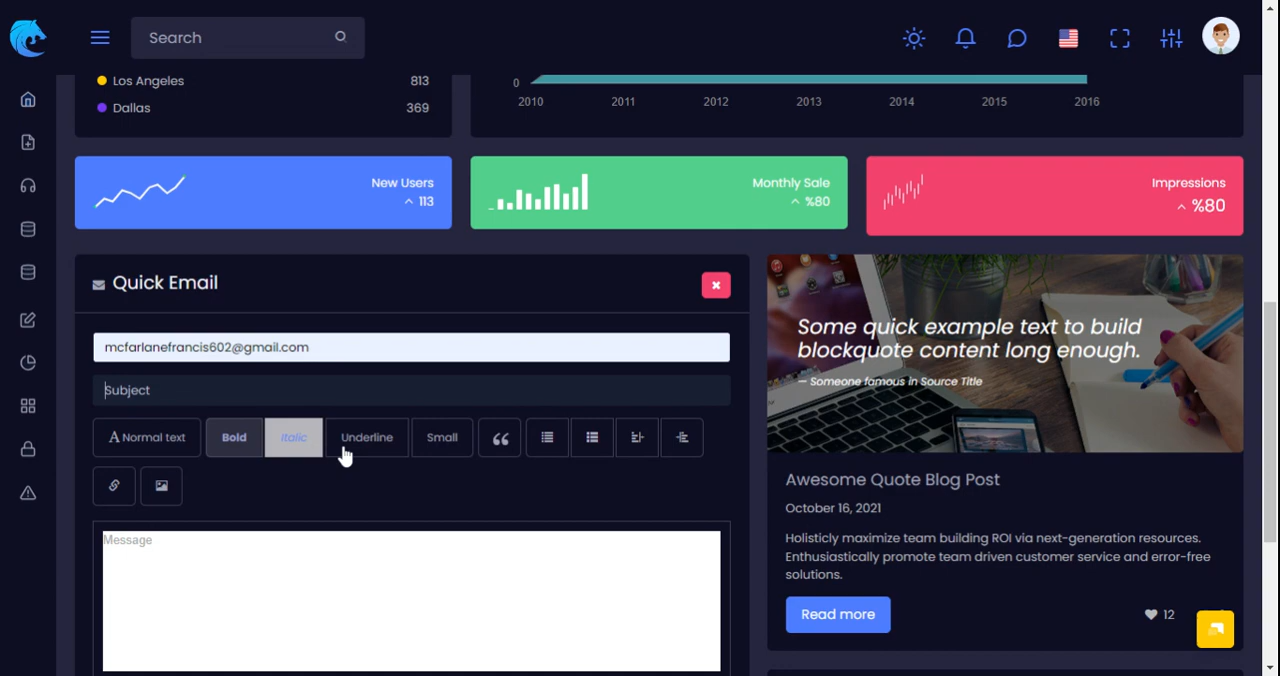 Search
Los Angeles 813
Dallas 369
0
2010 2011 2012 2013 2014 2015 2016
New Users
113
Monthly Sale
%80
Impressions
%80
Quick Email
mcfarlanefrancis602@gmail.com
Subject
A Normal text Bold Italic Underline Small
Message
Some quick example text to build
blockquote content long enough.
— Someone famous in Source Title
Awesome Quote Blog Post
October 16, 2021
Holisticly maximize team building ROI via next-generation resources.
Enthusiastically promote team driven customer service and error-free
solutions.
Read more
12